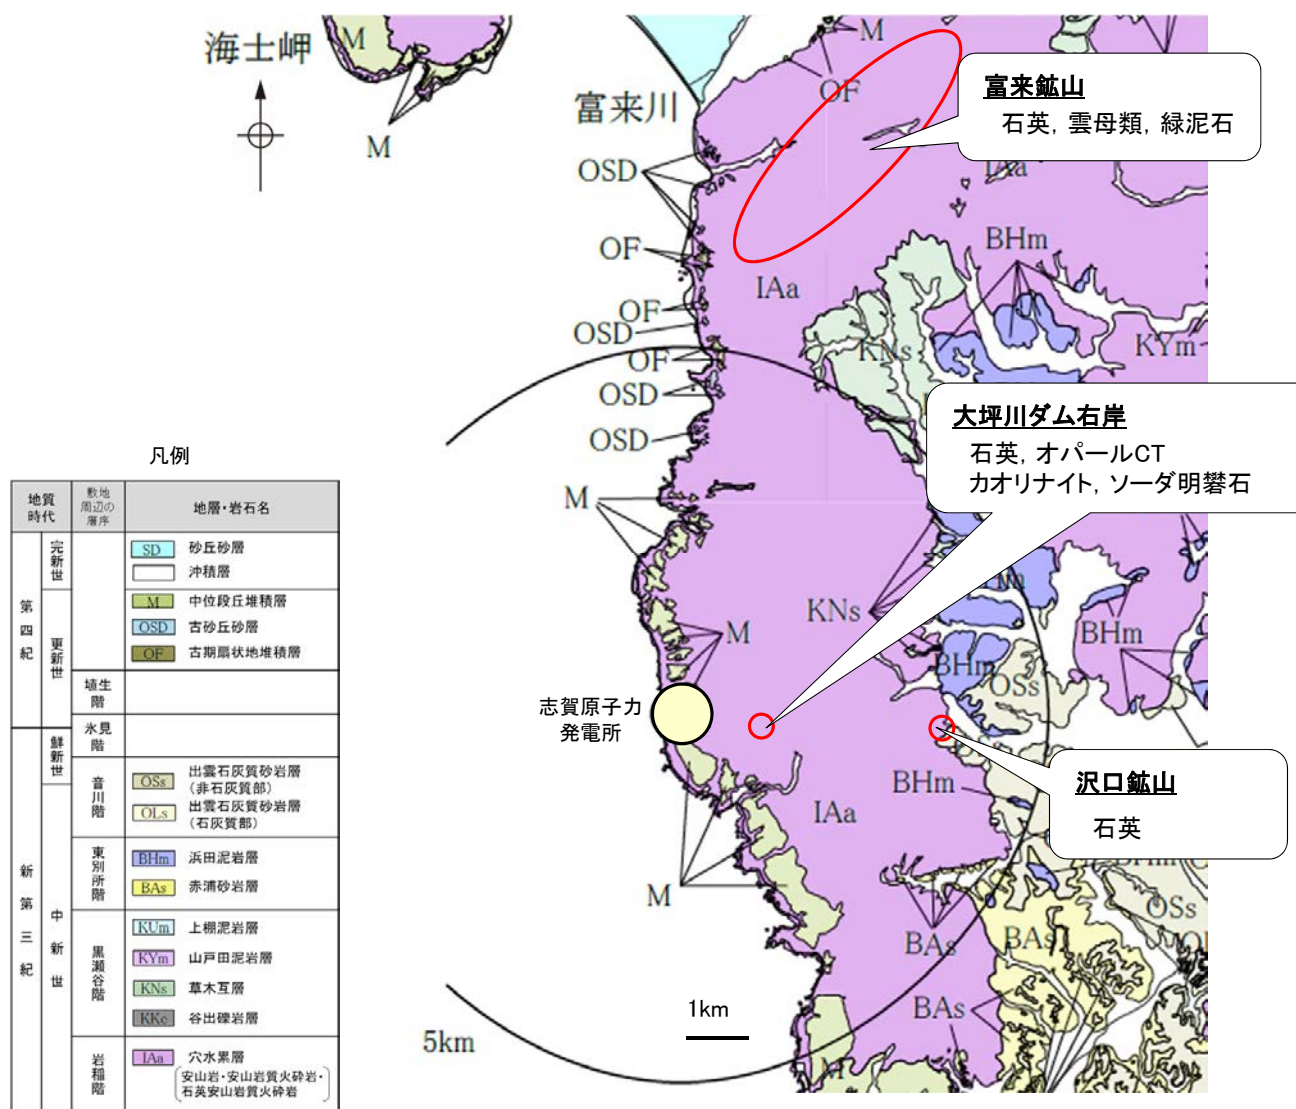 海士岬
M
M
富来川
M
OF
富来鉱山
石英, 雲母類, 緑泥石
IAa
OSD
OF
OF
OSD
OF
OSD
OSD
IAa
BHm
KNs
KYm
大坪川ダム右岸
石英, オパールCT
カオリナイト, ソーダ明礬石
M
KNs
M
BHm
OSs
BHm
志賀原子力
発電所
BHm
沢口鉱山
石英
IAa
M
BAs
BAs
OSs
BAs
M
1km
5km
凡例
地質
時代
敷地
周辺の
層序
地層・岩石名
第四紀
完新世
SD 砂丘砂層
沖積層
更新世
M 中位段丘堆積層
OSD 古砂丘砂層
OF 古期扇状地堆積層
埴生
階
新第三紀
鮮新世
氷見
階
中新世
音川階
OSs 出雲石灰質砂岩層
(非石灰質部)
OLs 出雲石灰質砂岩層
(石灰質部)
東別所階
BHm 浜田泥岩層
BAs 赤浦砂岩層
黒瀬谷階
KUm 上棚泥岩層
KYm 山戸田泥岩層
KNs 草木互層
KKc 谷出礫岩層
岩稲階
IAa 穴水累層
安山岩・安山岩質火砕岩・
石英安山岩質火砕岩